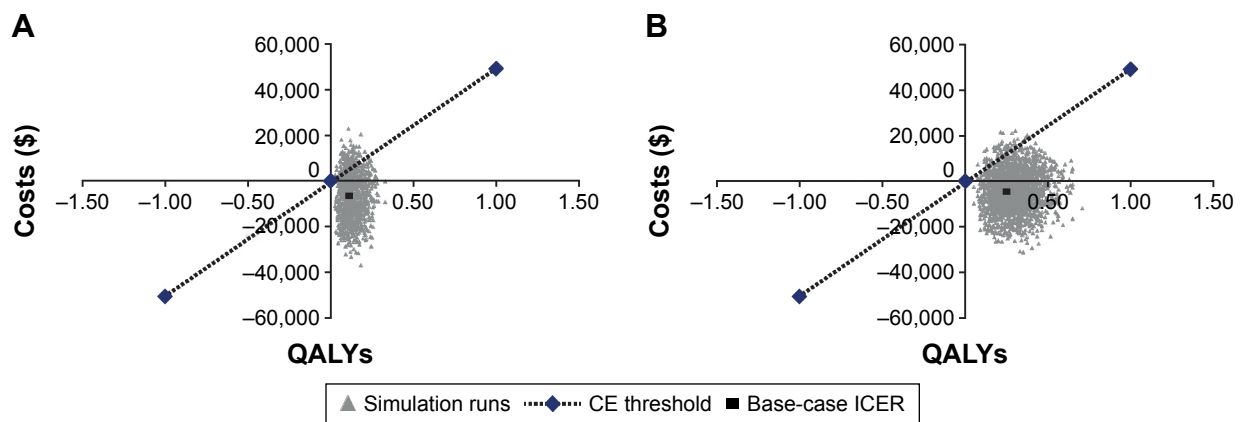 A
B
60,000
40,000
20,000
0
–20,000
–40,000
–60,000
–1.50 –1.00 –0.50 0.50 1.00 1.50
Costs ($)
QALYs
60,000
40,000
20,000
0
–20,000
–40,000
–60,000
–1.50 –1.00 –0.50 0.50 1.00 1.50
Costs ($)
QALYs
Simulation runs CE threshold Base-case ICER